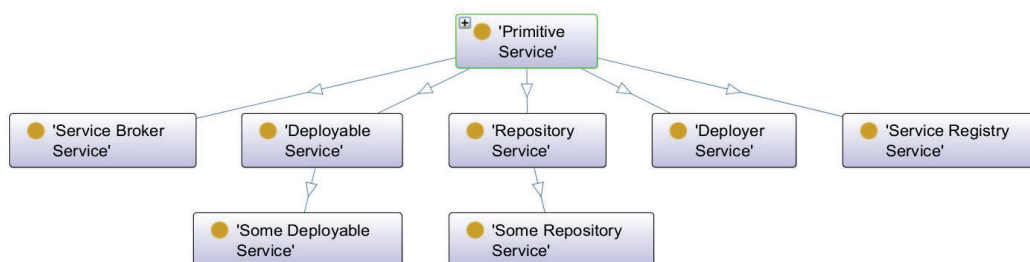 'Primitive
Service'
'Service Broker
Service'
'Deployable
Service'
'Repository
Service'
'Deployer
Service'
'Service Registry
Service'
'Some Deployable
Service'
'Some Repository
Service'